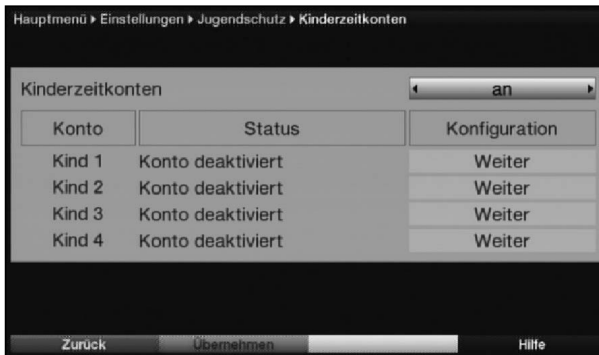 Hauptmenü ▸ Einstellungen ▸ Jugendschutz ▸ Kinderzeitkonten
Kinderzeitkonten an
Konto Status Konfiguration
Kind 1 Konto deaktiviert Weiter
Kind 2 Konto deaktiviert Weiter
Kind 3 Konto deaktiviert Weiter
Kind 4 Konto deaktiviert Weiter
Zurück Übernehmen Hilfe